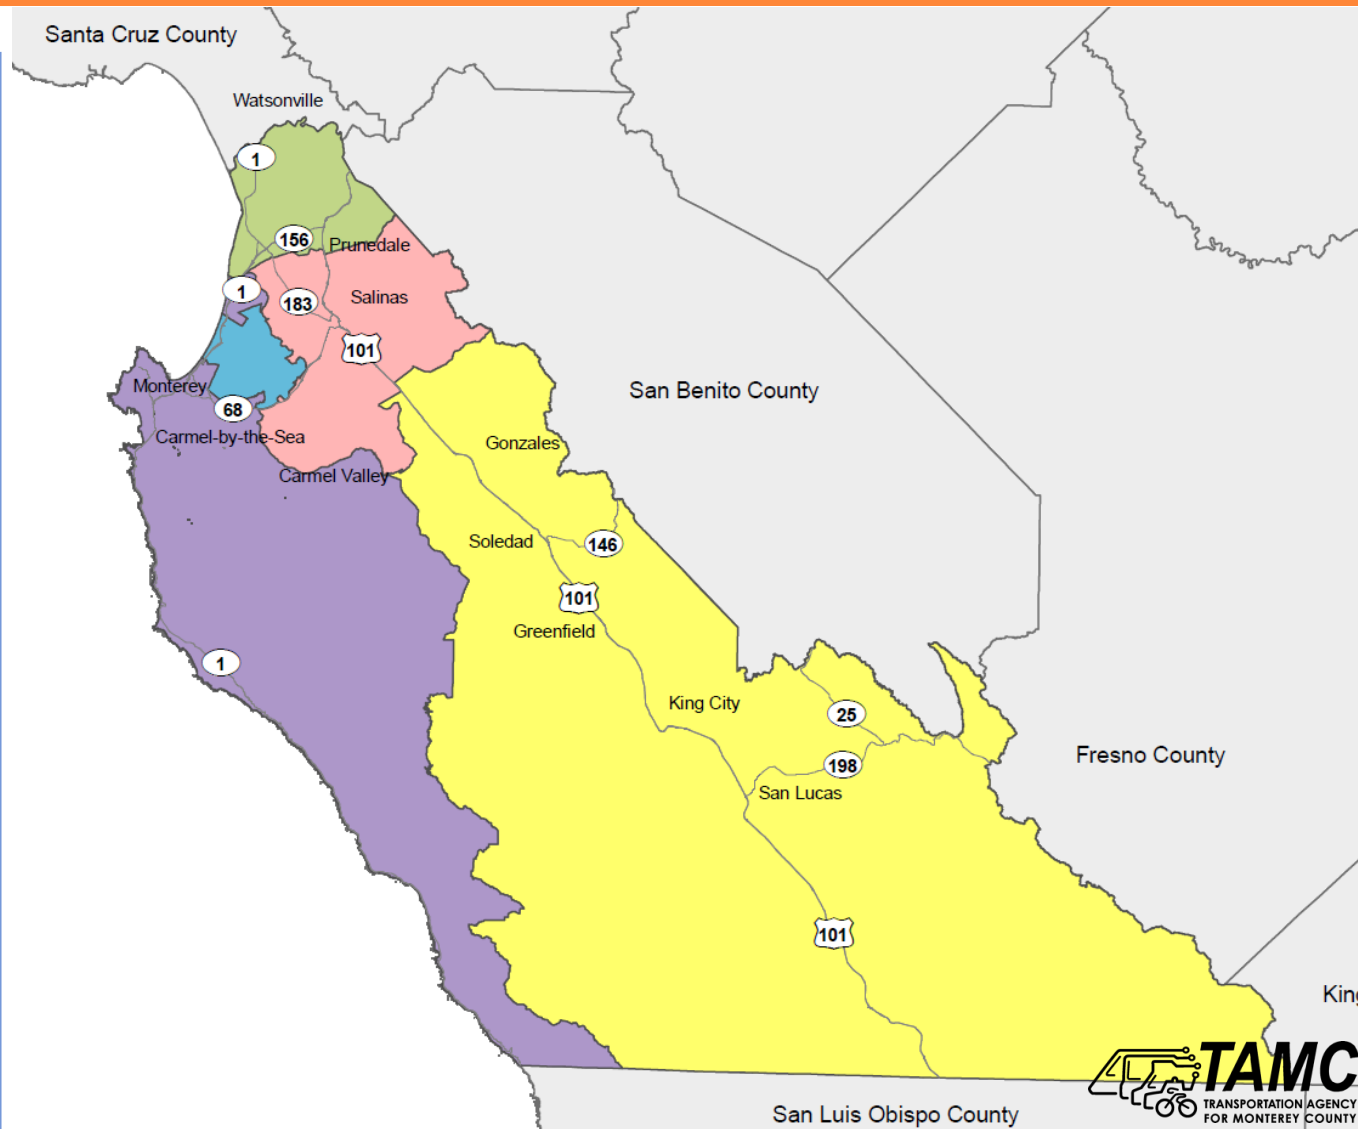 Santa Cruz County
Watsonville
1
156
Prunedale
1
183
Salinas
101
San Benito County
Monterey
68
Carmel-by-the-Sea
Gonzales
Carmel Valley
Soledad
146
101
Greenfield
1
King City
25
Fresno County
198
San Lucas
101
King
TAMC
TRANSPORTATION AGENCY
FOR MONTEREY COUNTY
San Luis Obispo County